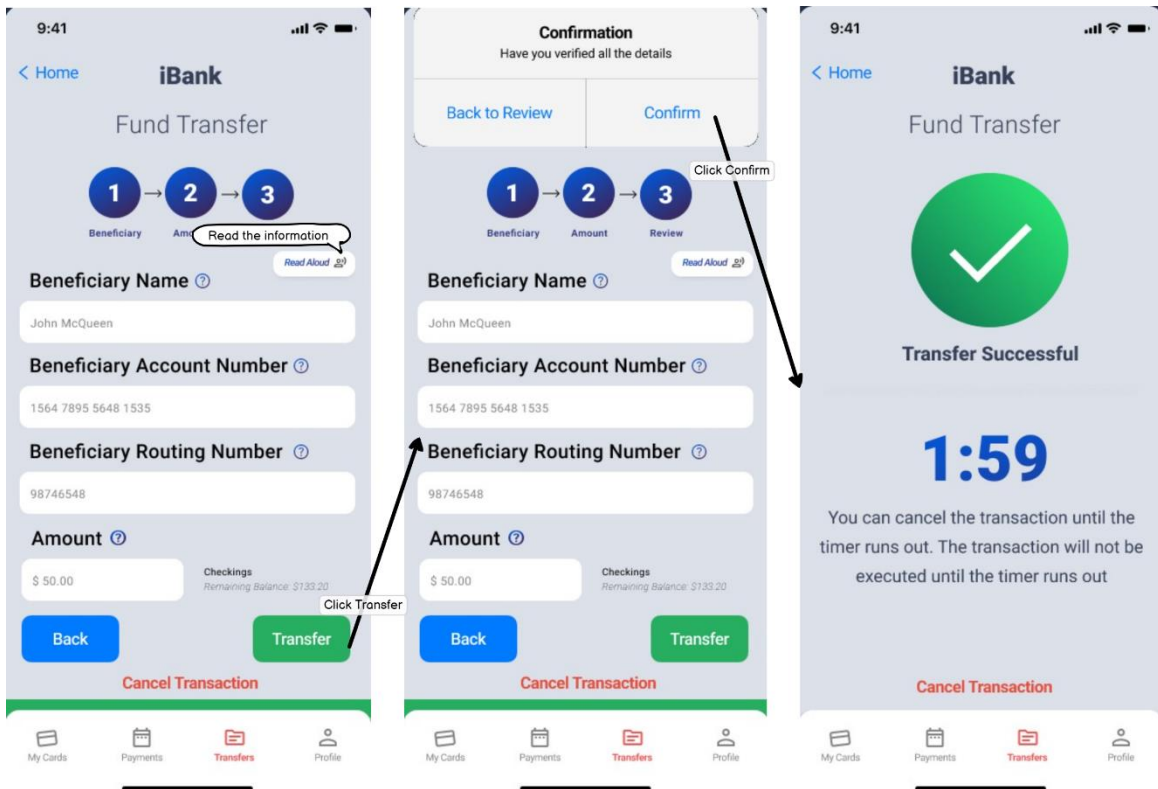 9:41
< Home
iBank
Fund Transfer
1 → 2 → 3
Beneficiary
Read the information
Read Aloud
Beneficiary Name ?
John McQueen
Beneficiary Account Number ?
1564 7895 5648 1535
Beneficiary Routing Number ?
98746548
Amount ?
$ 50.00
Checkings
Remaining Balance: $133.20
Click Transfer
Back
Transfer
Cancel Transaction
My Cards
Payments
Transfers
Profile
Confirmation
Have you verified all the details
Back to Review
Confirm
Click Confirm
1 → 2 → 3
Beneficiary
Amount
Review
Read Aloud
Beneficiary Name ?
John McQueen
Beneficiary Account Number ?
1564 7895 5648 1535
Beneficiary Routing Number ?
98746548
Amount ?
$ 50.00
Checkings
Remaining Balance: $133.20
Back
Transfer
Cancel Transaction
My Cards
Payments
Transfers
Profile
9:41
< Home
iBank
Fund Transfer
Transfer Successful
1:59
You can cancel the transaction until the
timer runs out. The transaction will not be
executed until the timer runs out
Cancel Transaction
My Cards
Payments
Transfers
Profile